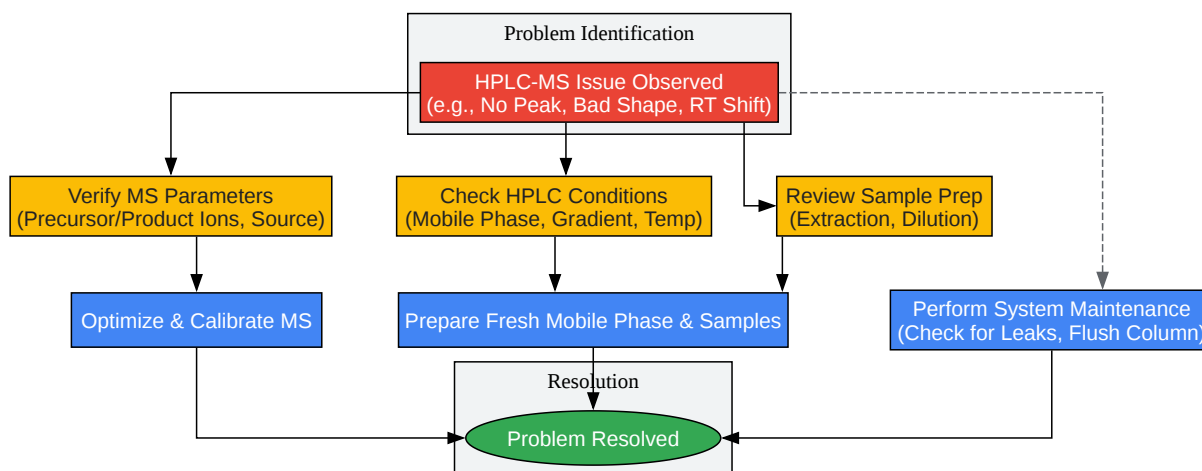 Problem Identification
HPLC-MS Issue Observed
(e.g., No Peak, Bad Shape, RT Shift)
Verify MS Parameters
(Precursor/Product Ions, Source)
Check HPLC Conditions
(Mobile Phase, Gradient, Temp)
Review Sample Prep
(Extraction, Dilution)
Optimize & Calibrate MS
Prepare Fresh Mobile Phase & Samples
Perform System Maintenance
(Check for Leaks, Flush Column)
Resolution
Problem Resolved